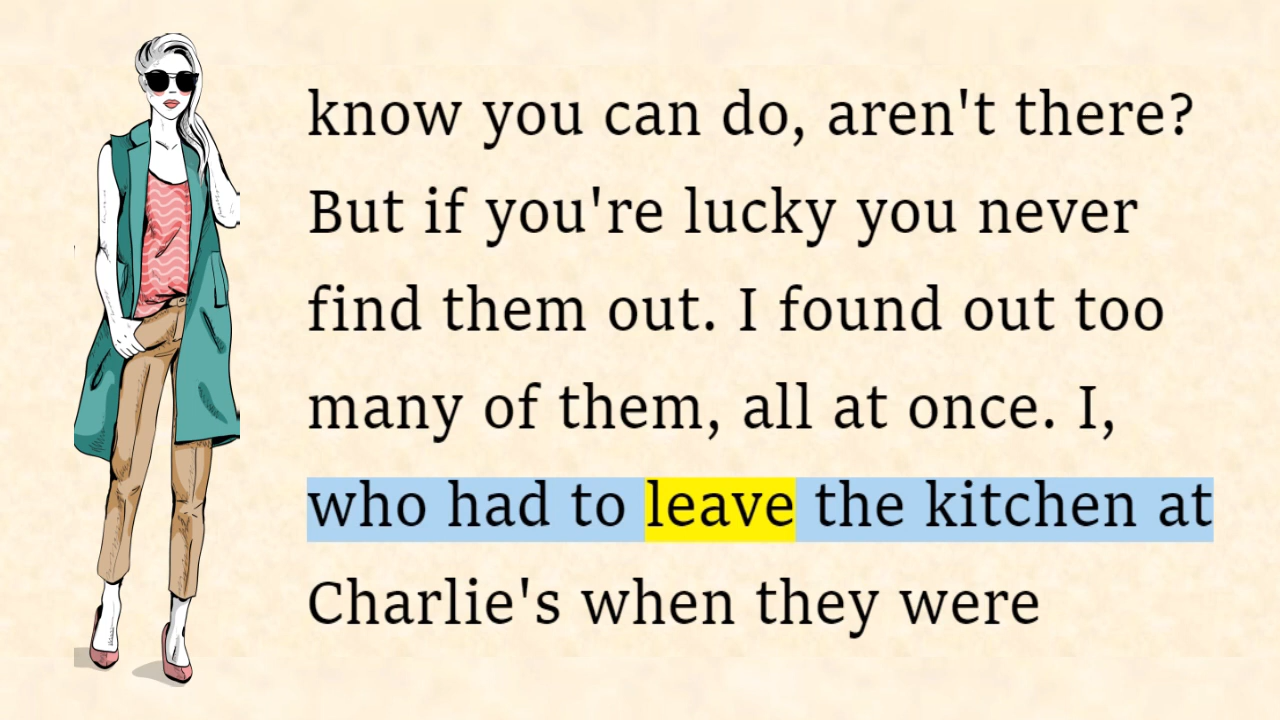 know you can do, aren't there?
But if you're lucky you never
find them out. I found out too
many of them, all at once. I,
who had to leave the kitchen at
Charlie's when they were